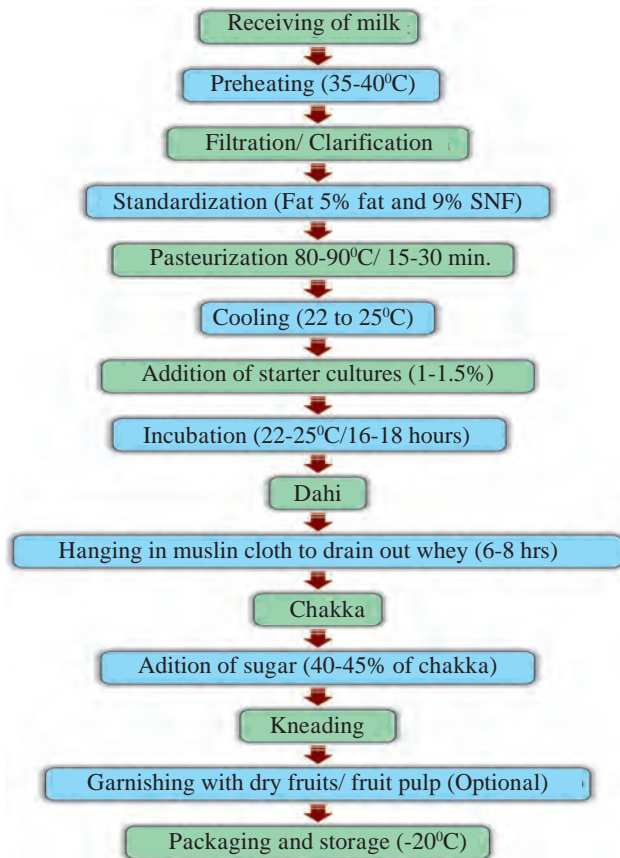 Receiving of milk
Preheating (35-40⁰C)
Filtration/ Clarification
Standardization (Fat 5% fat and 9% SNF)
Pasteurization 80-90⁰C/ 15-30 min.
Cooling (22 to 25⁰C)
Addition of starter cultures (1-1.5%)
Incubation (22-25⁰C/16-18 hours)
Dahi
Hanging in muslin cloth to drain out whey (6-8 hrs)
Chakka
Adition of sugar (40-45% of chakka)
Kneading
Garnishing with dry fruits/ fruit pulp (Optional)
Packaging and storage (-20⁰C)